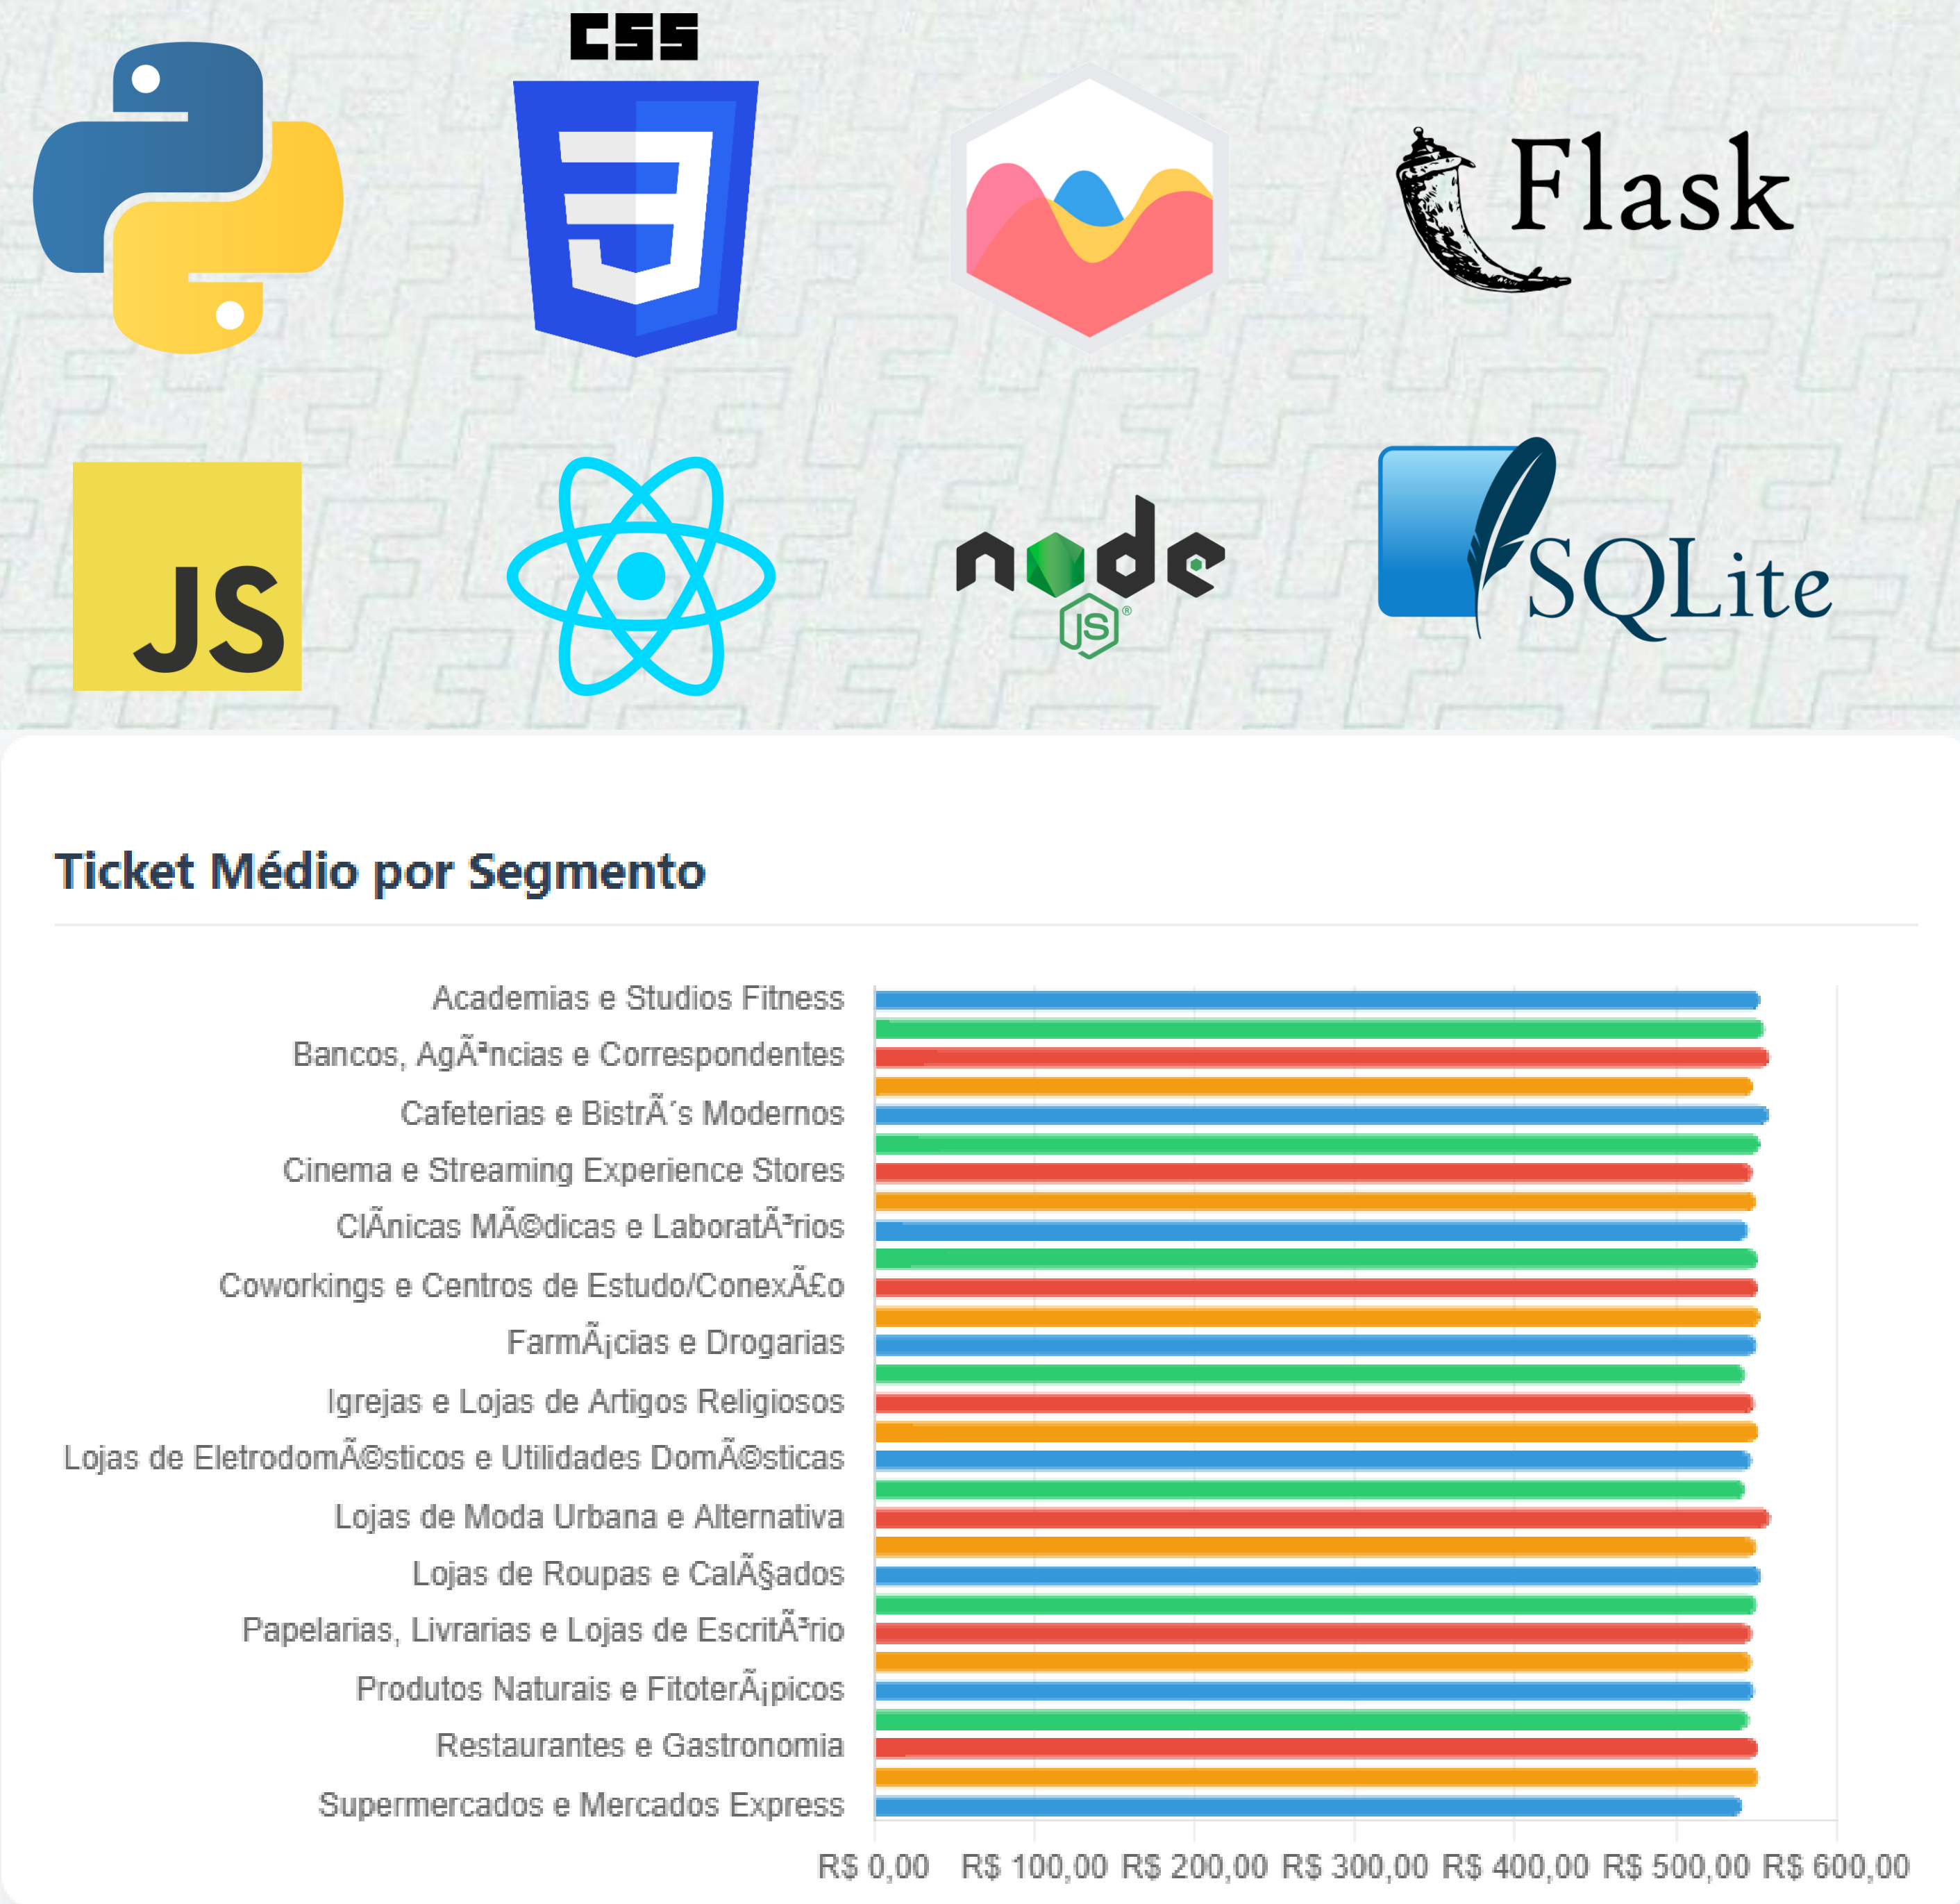 CSS
Flask
JS
node
JS®
SQLite
Ticket Médio por Segmento
Academias e Studios Fitness
Bancos, AgÃªncias e Correspondentes
Cafeterias e BistrÃ´s Modernos
Cinema e Streaming Experience Stores
ClÃnicas MÃ©dicas e LaboratÃ³rios
Coworkings e Centros de Estudo/ConexÃ£o
FarmÃ¡cias e Drogarias
Igrejas e Lojas de Artigos Religiosos
Lojas de EletrodomÃ©sticos e Utilidades DomÃ©sticas
Lojas de Moda Urbana e Alternativa
Lojas de Roupas e CalÃ§ados
Papelarias, Livrarias e Lojas de EscritÃ³rio
Produtos Naturais e FitoterÃ¡picos
Restaurantes e Gastronomia
Supermercados e Mercados Express
R$ 0,00 R$ 100,00 R$ 200,00 R$ 300,00 R$ 400,00 R$ 500,00 R$ 600,00